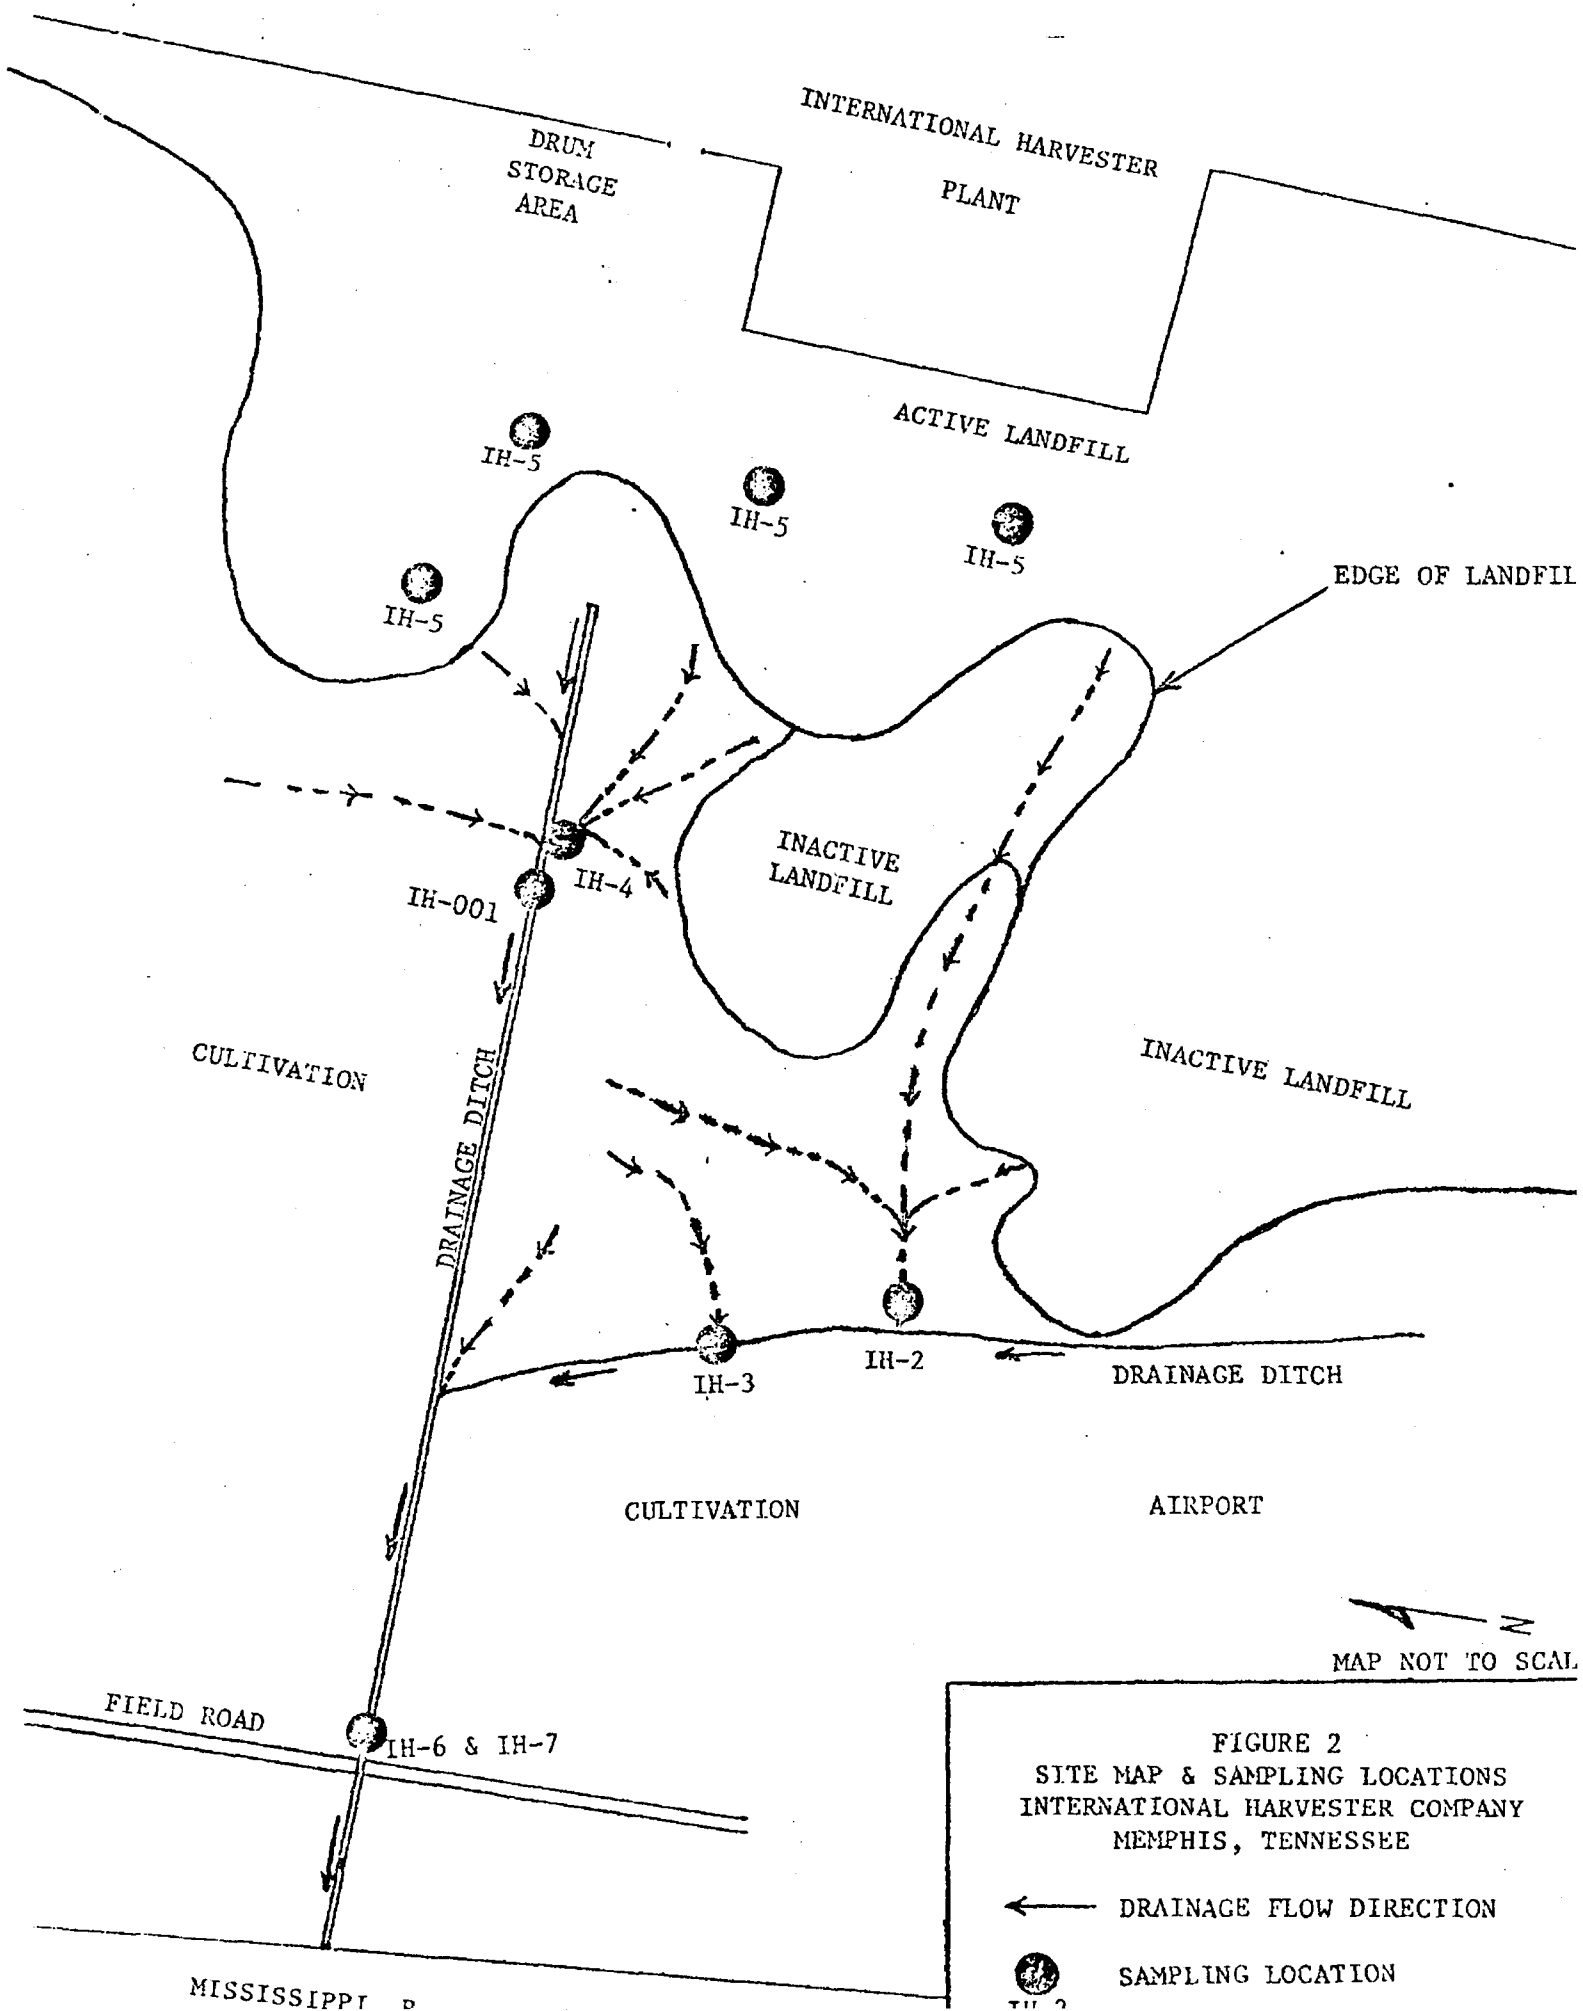 INTERNATIONAL HARVESTER
PLANT
DRUM
STORAGE
AREA
ACTIVE LANDFILL
IH-5
IH-5
IH-5
IH-5
EDGE OF LANDFIL
INACTIVE
LANDFILL
IH-4
IH-001
CULTIVATION
DRAINAGE DITCH
INACTIVE LANDFILL
IH-2
IH-3
DRAINAGE DITCH
CULTIVATION
AIRPORT
N
MAP NOT TO SCAL
FIELD ROAD
IH-6 & IH-7
FIGURE 2
SITE MAP & SAMPLING LOCATIONS
INTERNATIONAL HARVESTER COMPANY
MEMPHIS, TENNESSEE
DRAINAGE FLOW DIRECTION
SAMPLING LOCATION
MISSISSIPPI R